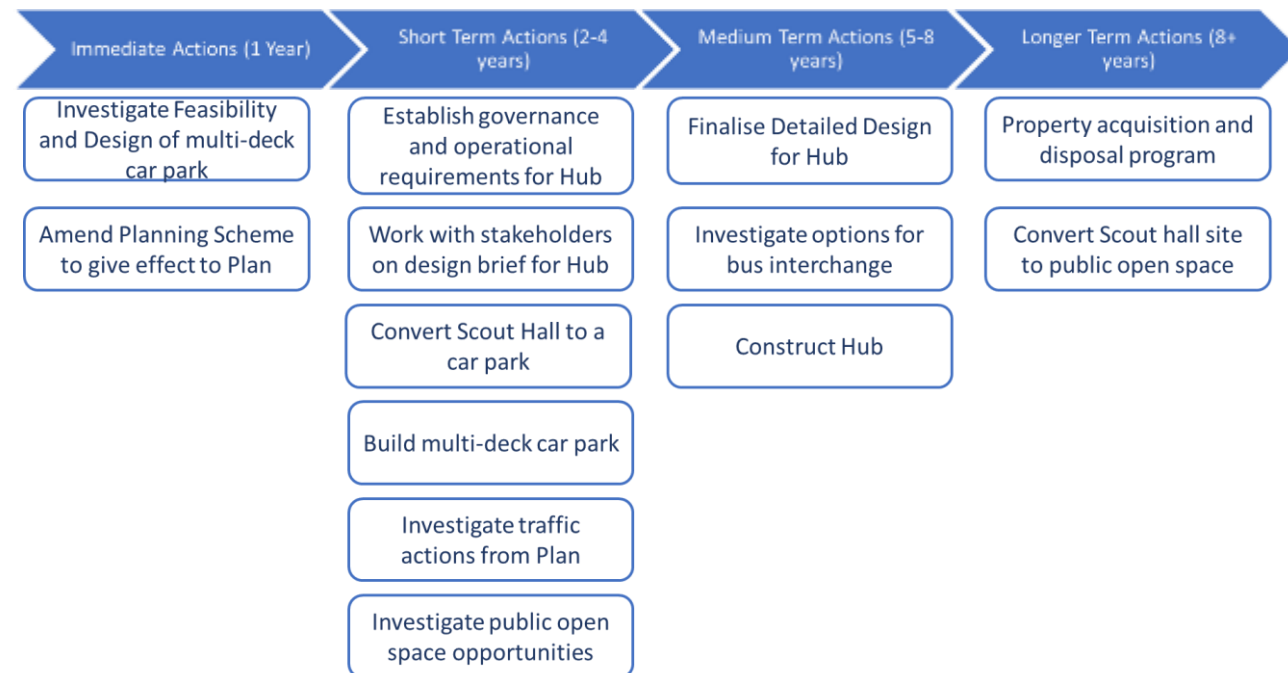 Immediate Actions (1 Year)
Short Term Actions (2-4
years)
Medium Term Actions (5-8
years)
Longer Term Actions (8+
years)
Investigate Feasibility
and Design of multi-deck
car park
Amend Planning Scheme
to give effect to Plan
Establish governance
and operational
requirements for Hub
Work with stakeholders
on design brief for Hub
Convert Scout Hall to a
car park
Build multi-deck car park
Investigate traffic
actions from Plan
Investigate public open
space opportunities
Finalise Detailed Design
for Hub
Investigate options for
bus interchange
Construct Hub
Property acquisition and
disposal program
Convert Scout hall site
to public open space